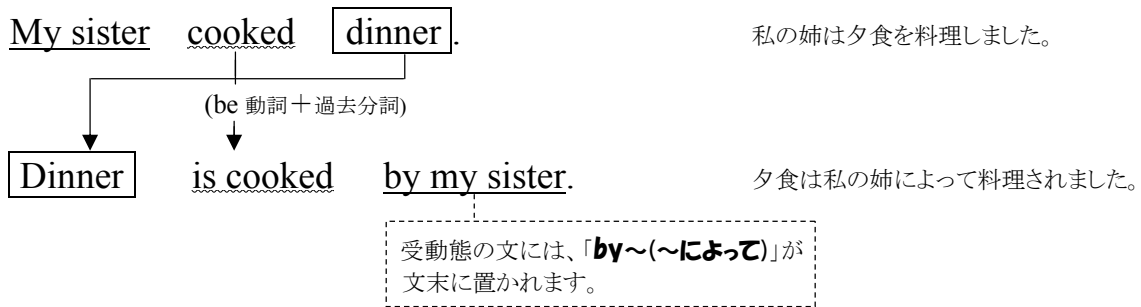 My sister cooked dinner. 私の姉は夕食を料理しました。
(be 動詞＋過去分詞)
Dinner is cooked by my sister. 夕食は私の姉によって料理されました。
受動態の文には、「by～(～によって)」が
文末に置かれます。